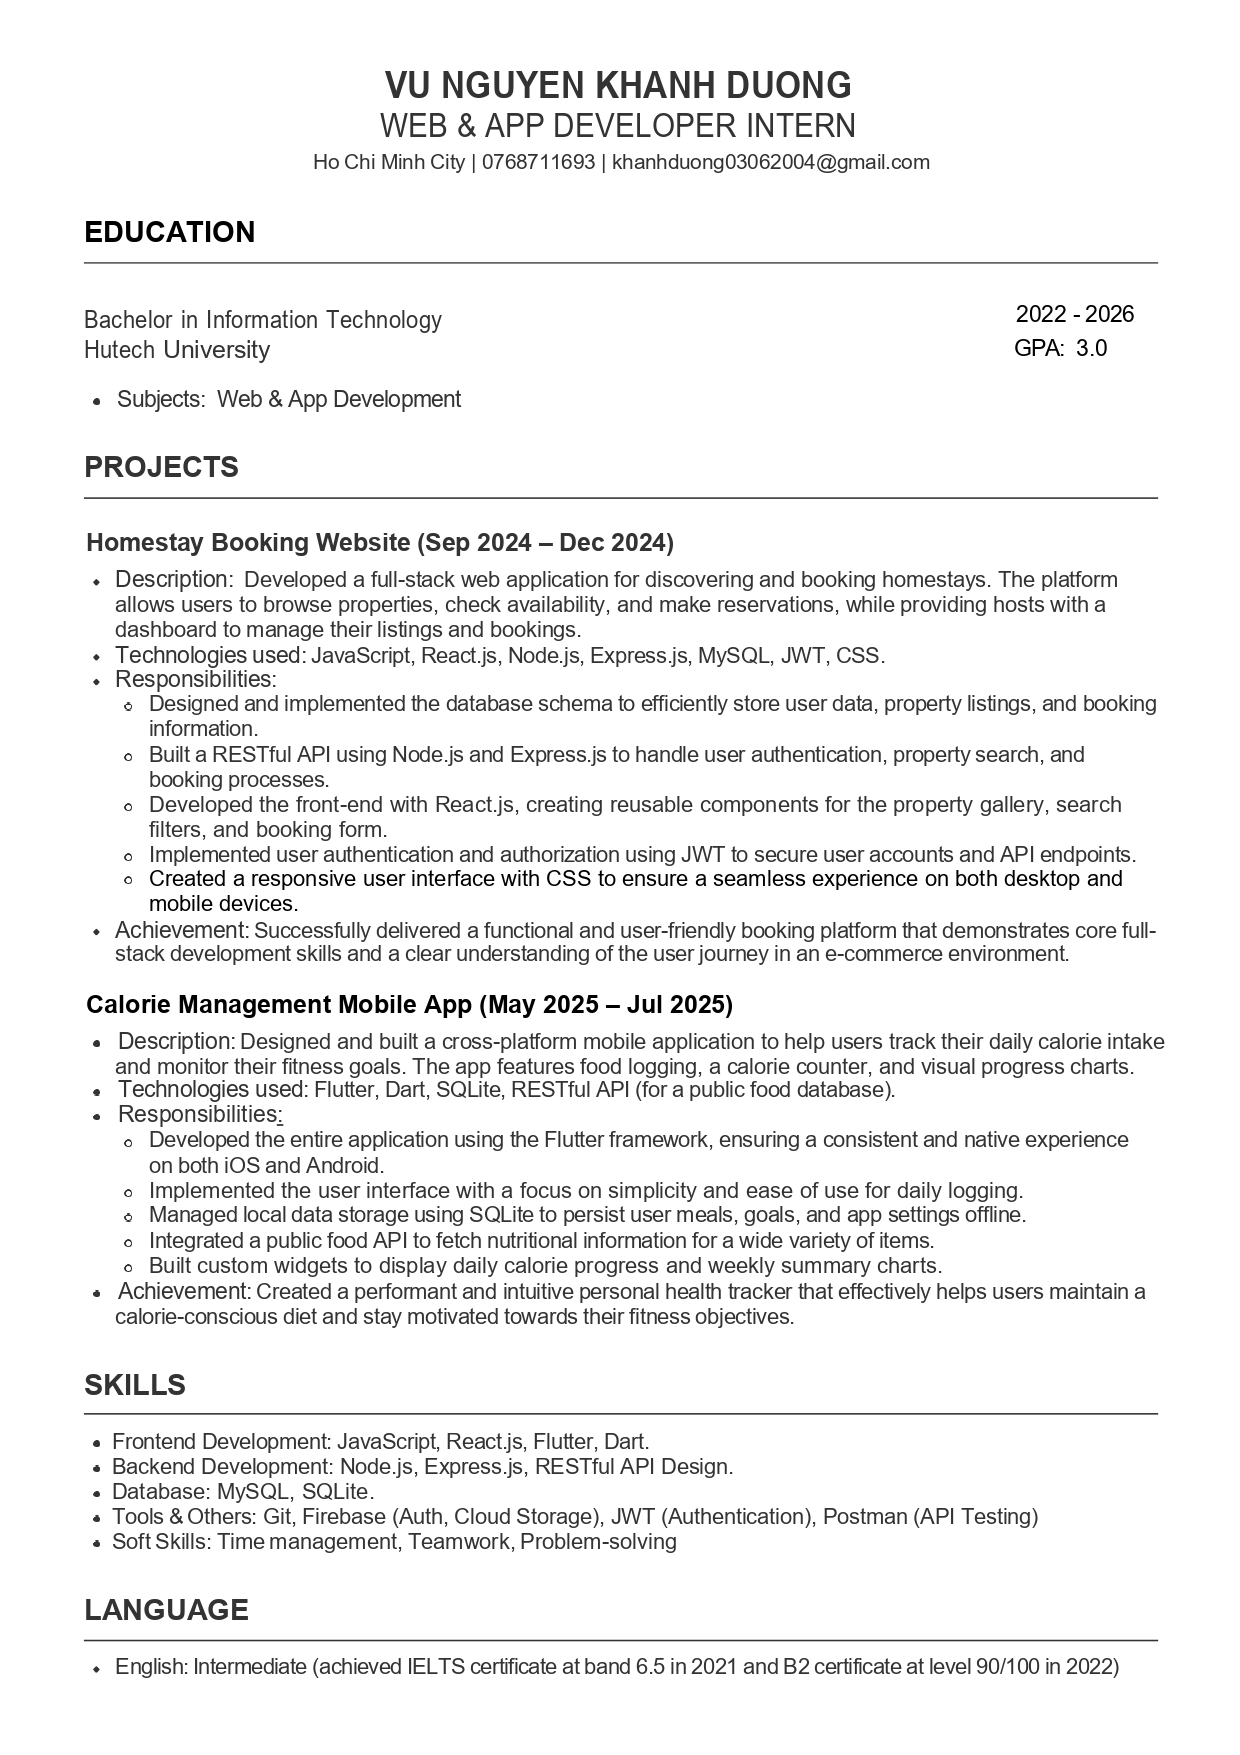 VU NGUYEN KHANH DUONG
WEB & APP DEVELOPER INTERN
Ho Chi Minh City | 0768711693 | khanhduong03062004@gmail.com
EDUCATION
Bachelor in Information Technology
2022 - 2026
Hutech University
GPA: 3.0
• Subjects: Web & App Development
PROJECTS
Homestay Booking Website (Sep 2024 – Dec 2024)
• Description: Developed a full-stack web application for discovering and booking homestays. The platform
allows users to browse properties, check availability, and make reservations, while providing hosts with a
dashboard to manage their listings and bookings.
• Technologies used: JavaScript, React.js, Node.js, Express.js, MySQL, JWT, CSS.
• Responsibilities:
○ Designed and implemented the database schema to efficiently store user data, property listings, and booking
information.
○ Built a RESTful API using Node.js and Express.js to handle user authentication, property search, and
booking processes.
○ Developed the front-end with React.js, creating reusable components for the property gallery, search
filters, and booking form.
○ Implemented user authentication and authorization using JWT to secure user accounts and API endpoints.
○ Created a responsive user interface with CSS to ensure a seamless experience on both desktop and
mobile devices.
• Achievement: Successfully delivered a functional and user-friendly booking platform that demonstrates core full-
stack development skills and a clear understanding of the user journey in an e-commerce environment.
Calorie Management Mobile App (May 2025 – Jul 2025)
• Description: Designed and built a cross-platform mobile application to help users track their daily calorie intake
and monitor their fitness goals. The app features food logging, a calorie counter, and visual progress charts.
• Technologies used: Flutter, Dart, SQLite, RESTful API (for a public food database).
• Responsibilities:
○ Developed the entire application using the Flutter framework, ensuring a consistent and native experience
on both iOS and Android.
○ Implemented the user interface with a focus on simplicity and ease of use for daily logging.
○ Managed local data storage using SQLite to persist user meals, goals, and app settings offline.
○ Integrated a public food API to fetch nutritional information for a wide variety of items.
○ Built custom widgets to display daily calorie progress and weekly summary charts.
• Achievement: Created a performant and intuitive personal health tracker that effectively helps users maintain a
calorie-conscious diet and stay motivated towards their fitness objectives.
SKILLS
• Frontend Development: JavaScript, React.js, Flutter, Dart.
• Backend Development: Node.js, Express.js, RESTful API Design.
• Database: MySQL, SQLite.
• Tools & Others: Git, Firebase (Auth, Cloud Storage), JWT (Authentication), Postman (API Testing)
• Soft Skills: Time management, Teamwork, Problem-solving
LANGUAGE
• English: Intermediate (achieved IELTS certificate at band 6.5 in 2021 and B2 certificate at level 90/100 in 2022)